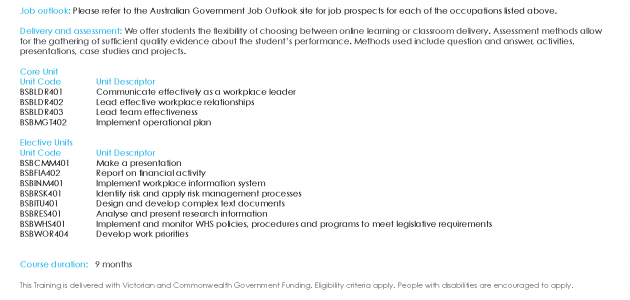 Job outlook: Please refer to the Australian Government Job Outlook site for job prospects for each of the occupations listed above.
Delivery and assessment: We offer students the flexibility of choosing between online learning or classroom delivery. Assessment methods allow
for the gathering of sufficient quality evidence about the student's performance. Methods used include question and answer, activities,
presentations, case studies and projects.
Core Unit
Unit Code Unit Descriptor
BSBLDR401 Communicate effectively as a workplace leader
BSBLDR402 Lead effective workplace relationships
BSBLDR403 Lead team effectiveness
BSBMGT402 Implement operational plan
Elective Units
Unit Code Unit Descriptor
BSBCMM401 Make a presentation
BSBFIA402 Report on financial activity
BSBINM401 Implement workplace information system
BSBRSK401 Identify risk and apply risk management processes
BSBITU401 Design and develop complex text documents
BSBRES401 Analyse and present research information
BSBWHS401 Implement and monitor WHS policies, procedures and programs to meet legislative requirements
BSBWOR404 Develop work priorities
Course duration: 9 months
This Training is delivered with Victorian and Commonwealth Government Funding. Eligibility criteria apply. People with disabilities are encouraged to apply.